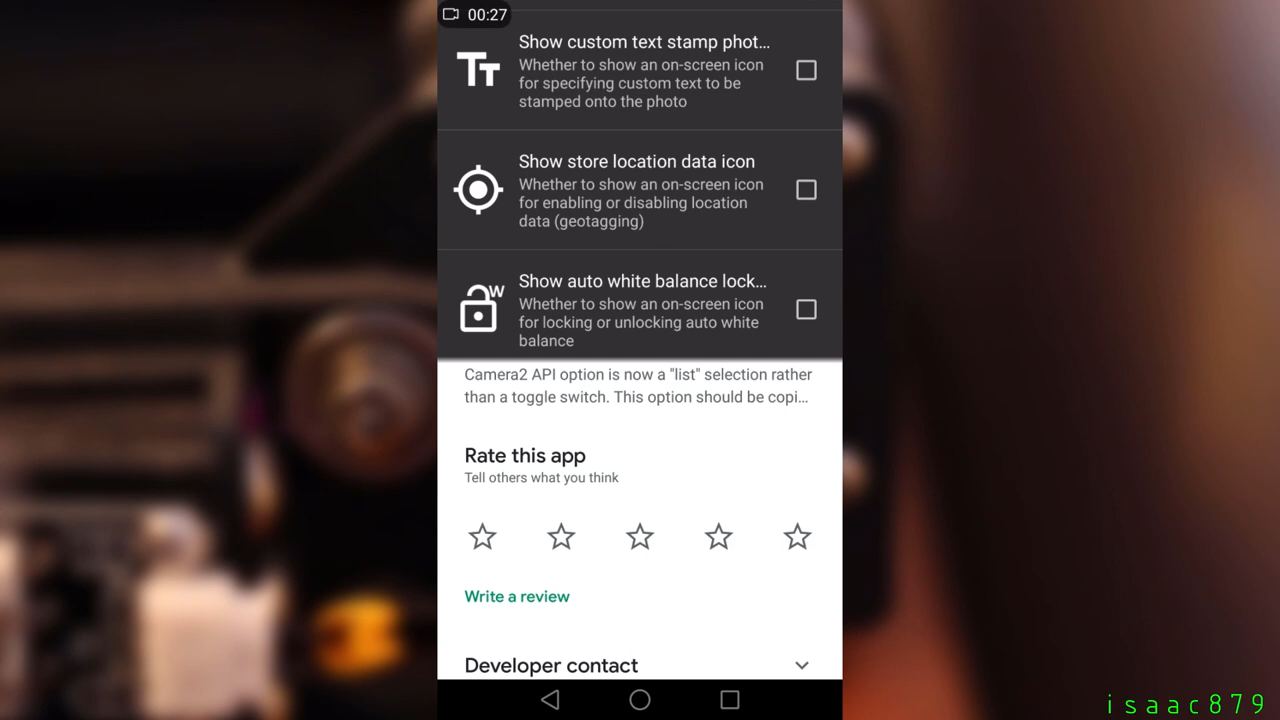 00:27
Show custom text stamp phot...
Whether to show an on-screen icon
for specifying custom text to be
stamped onto the photo
Show store location data icon
Whether to show an on-screen icon
for enabling or disabling location
data (geotagging)
Show auto white balance lock...
Whether to show an on-screen icon
for locking or unlocking auto white
balance
Camera2 API option is now a "list" selection rather
than a toggle switch. This option should be copi...
Rate this app
Tell others what you think
Write a review
Developer contact
isaac879